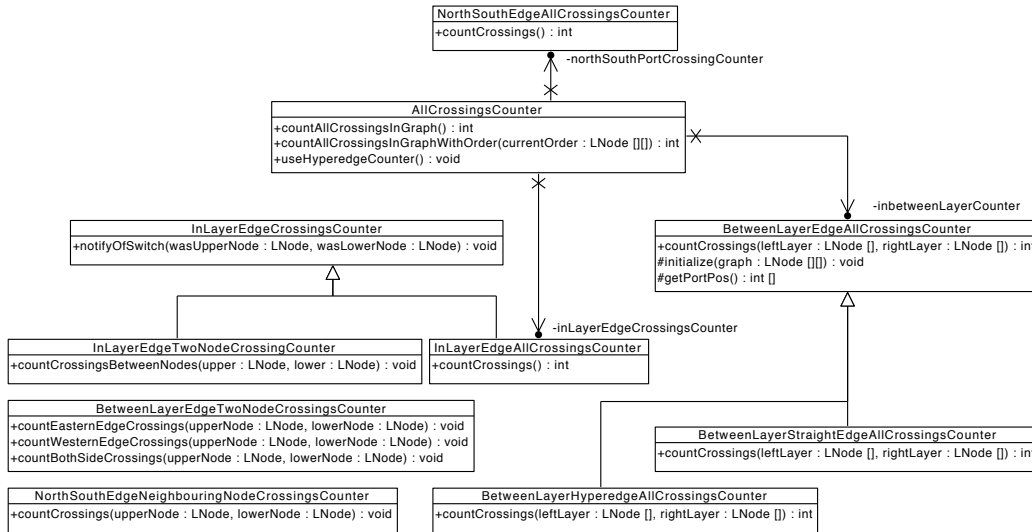 NorthSouthEdgeAllCrossingsCounter
+countCrossings() : int
-northSouthPortCrossingCounter
AllCrossingsCounter
+countAllCrossingsInGraph() : int
+countAllCrossingsInGraphWithOrder(currentOrder : LNode [][]) : int
+useHyperedgeCounter() : void
-inbetweenLayerCounter
InLayerEdgeCrossingsCounter
+notifyOfSwitch(wasUpperNode : LNode, wasLowerNode : LNode) : void
BetweenLayerEdgeAllCrossingsCounter
+countCrossings(leftLayer : LNode [], rightLayer : LNode []) : int
#initialize(graph : LNode [][]) : void
#getPortPos() : int []
-inLayerEdgeCrossingsCounter
InLayerEdgeTwoNodeCrossingCounter
+countCrossingsBetweenNodes(upper : LNode, lower : LNode) : void
InLayerEdgeAllCrossingsCounter
+countCrossings() : int
BetweenLayerEdgeTwoNodeCrossingsCounter
+countEasternEdgeCrossings(upperNode : LNode, lowerNode : LNode) : void
+countWesternEdgeCrossings(upperNode : LNode, lowerNode : LNode) : void
+countBothSideCrossings(upperNode : LNode, lowerNode : LNode) : void
BetweenLayerStraightEdgeAllCrossingsCounter
+countCrossings(leftLayer : LNode [], rightLayer : LNode []) : int
NorthSouthEdgeNeighbouringNodeCrossingsCounter
+countCrossings(upperNode : LNode, lowerNode : LNode) : void
BetweenLayerHyperedgeAllCrossingsCounter
+countCrossings(leftLayer : LNode [], rightLayer : LNode []) : int